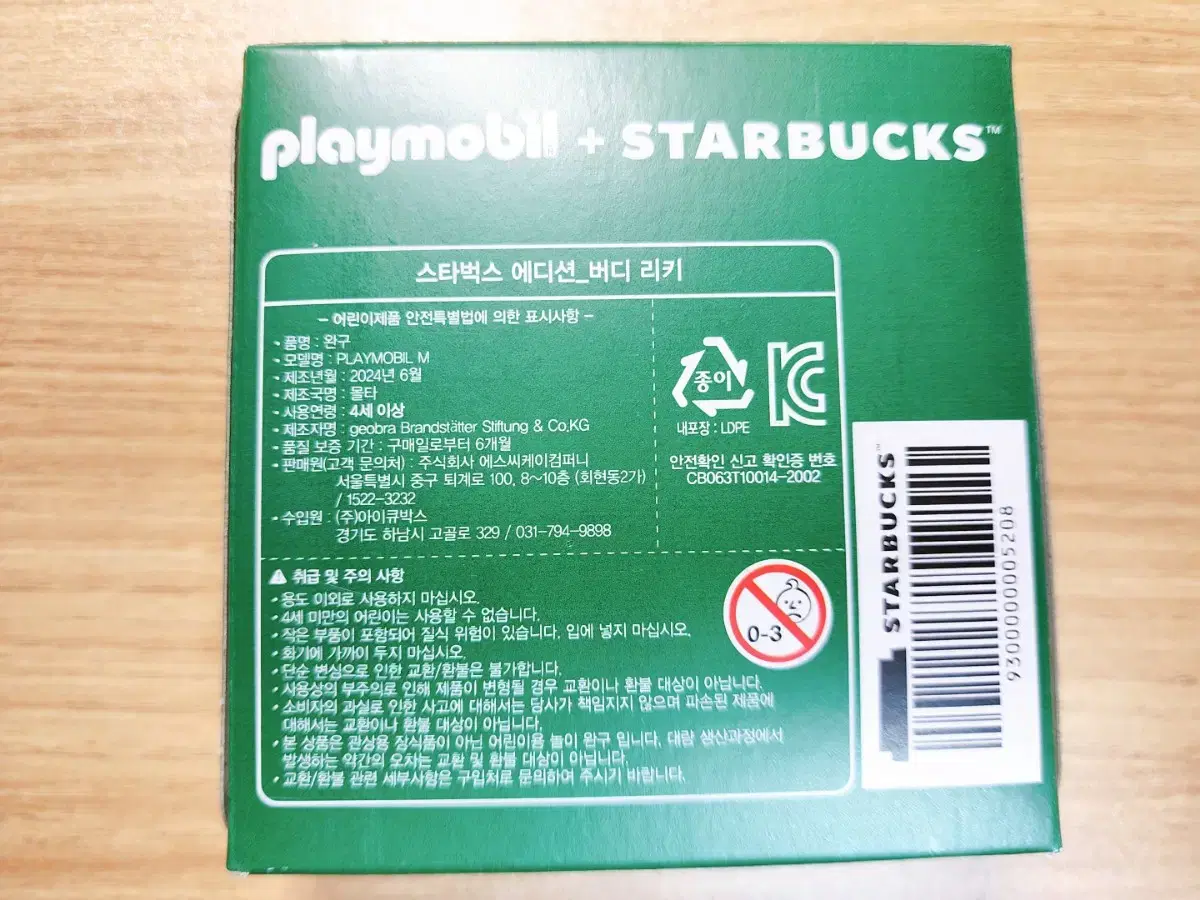 playmobil® + STARBUCKS™
스타벅스 에디션_버디 리키
- 어린이제품 안전특별법에 의한 표시사항 -
• 품명 : 완구
• 모델명 : PLAYMOBIL M
• 제조년월 : 2024년 6월
• 제조국명 : 몰타
• 사용연령 : 4세 이상
• 제조자명 : geobra Brandstätter Stiftung & Co.KG
• 품질 보증 기간 : 구매일로부터 6개월
• 판매원(고객 문의처) : 주식회사 에스씨케이컴퍼니
서울특별시 중구 퇴계로 100, 8~10층 (회현동2가)
/ 1522-3232
• 수입원 : (주)아이큐박스
경기도 하남시 고골로 329 / 031-794-9898
종이
내포장 : LDPE
KC
안전확인 신고 확인증 번호
CB063T10014-2002
⚠ 취급 및 주의 사항
• 용도 이외로 사용하지 마십시오.
• 4세 미만의 어린이는 사용할 수 없습니다.
• 작은 부품이 포함되어 질식 위험이 있습니다. 입에 넣지 마십시오.
• 화기에 가까이 두지 마십시오.
• 단순 변심으로 인한 교환/환불은 불가합니다.
• 사용상의 부주의로 인해 제품이 변형될 경우 교환이나 환불 대상이 아닙니다.
• 소비자의 과실로 인한 사고에 대해서는 당사가 책임지지 않으며 파손된 제품에
대해서는 교환이나 환불 대상이 아닙니다.
• 본 상품은 관상용 장식품이 아닌 어린이용 놀이 완구 입니다. 대량 생산과정에서
발생하는 약간의 오차는 교환 및 환불 대상이 아닙니다.
• 교환/환불 관련 세부사항은 구입처로 문의하여 주시기 바랍니다.
0-3
STARBUCKS™
9300000005208